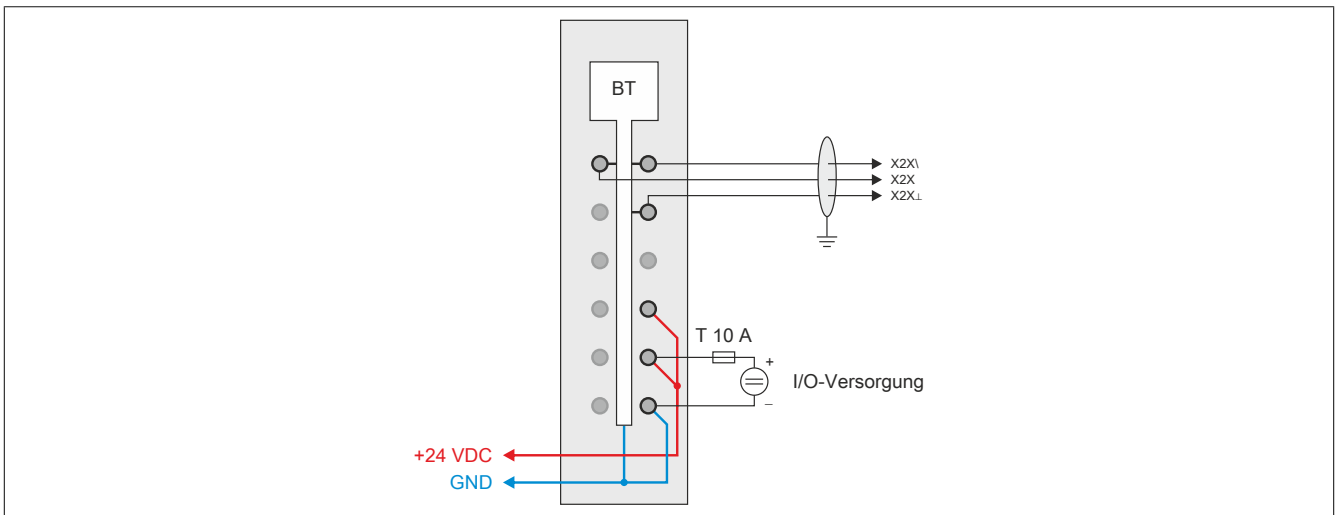 BT
X2X\
X2X
X2X⊥
T 10 A
+
I/O-Versorgung
–
+24 VDC
GND